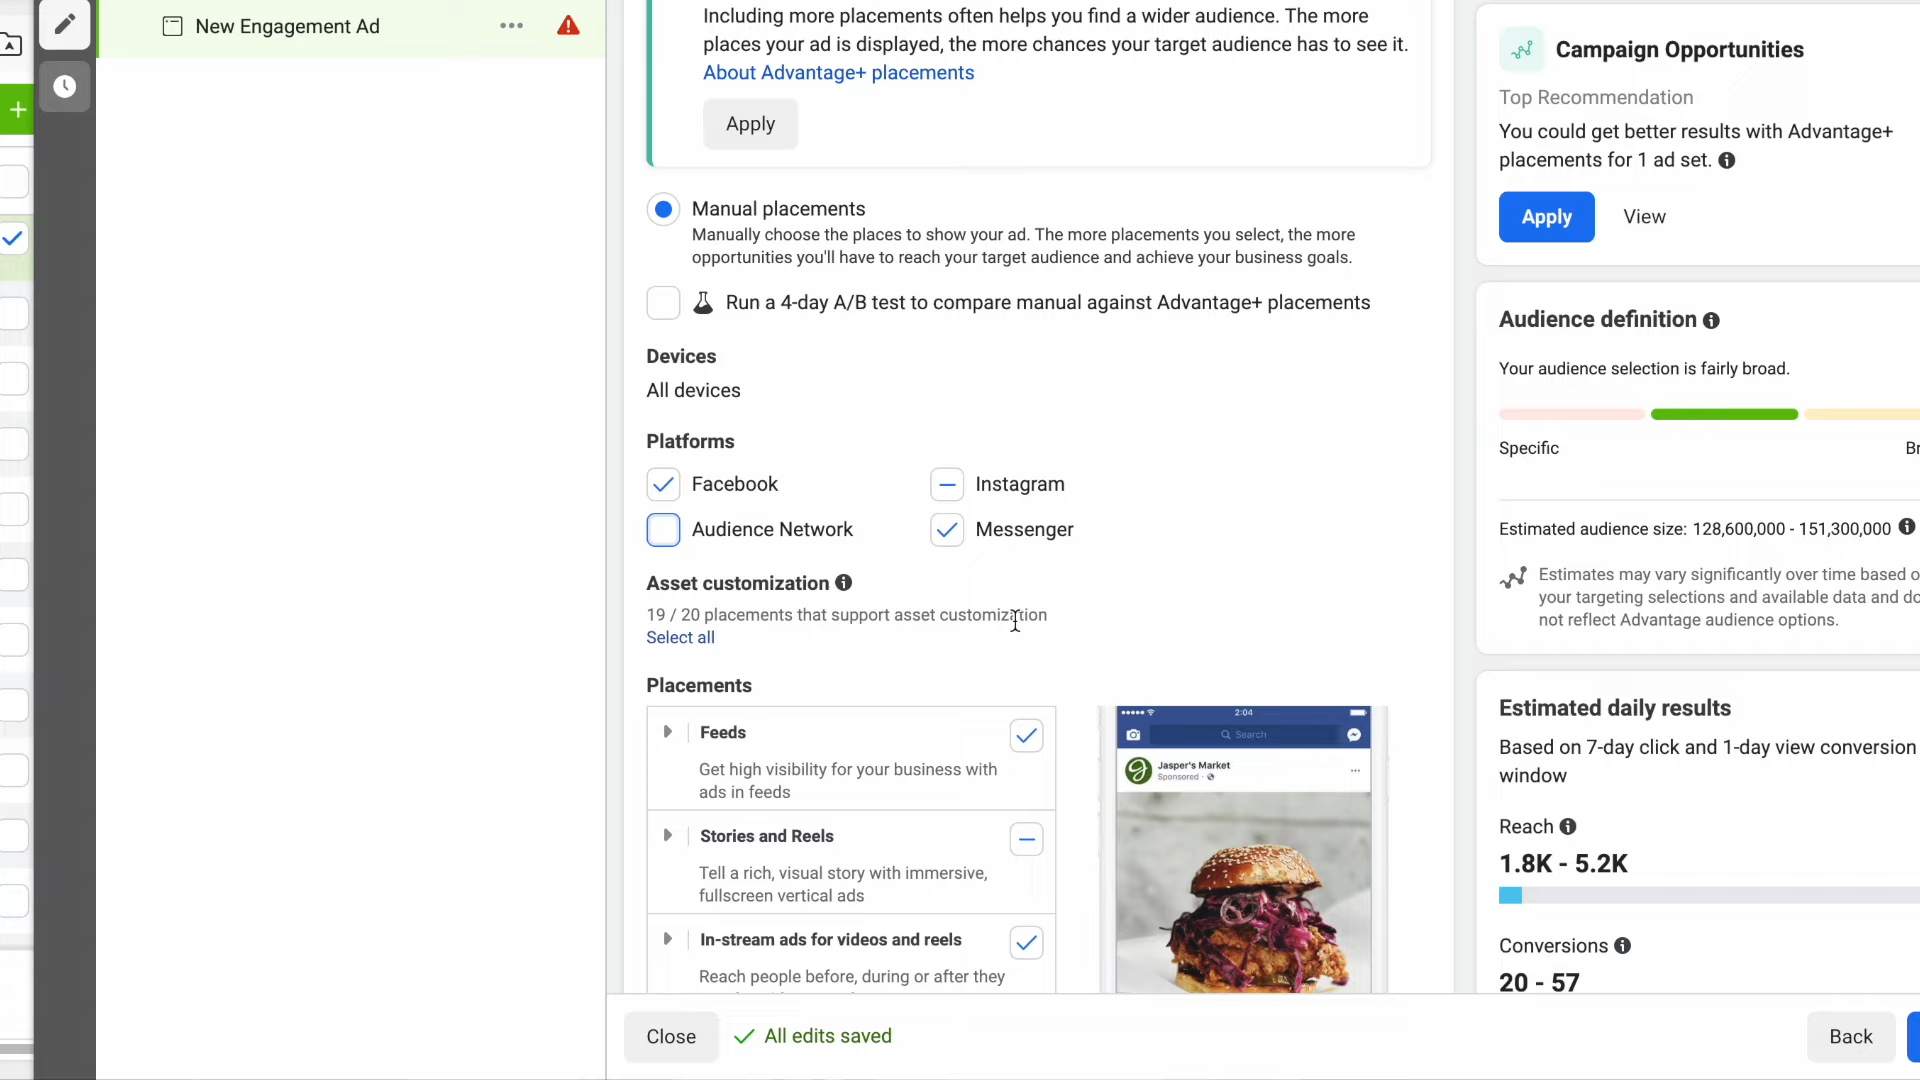 New Engagement Ad
Including more placements often helps you find a wider audience. The more
places your ad is displayed, the more chances your target audience has to see it.
About Advantage+ placements
Apply
Manual placements
Manually choose the places to show your ad. The more placements you select, the more
opportunities you'll have to reach your target audience and achieve your business goals.
Run a 4-day A/B test to compare manual against Advantage+ placements
Devices
All devices
Platforms
Facebook
Instagram
Audience Network
Messenger
Asset customization
19 / 20 placements that support asset customization
Select all
Placements
Feeds
Get high visibility for your business with
ads in feeds
Stories and Reels
Tell a rich, visual story with immersive,
fullscreen vertical ads
In-stream ads for videos and reels
Reach people before, during or after they
2:04
Search
Jasper's Market
Sponsored
Close
All edits saved
Back
Campaign Opportunities
Top Recommendation
You could get better results with Advantage+
placements for 1 ad set.
Apply
View
Audience definition
Your audience selection is fairly broad.
Specific
Br
Estimated audience size: 128,600,000 - 151,300,000
Estimates may vary significantly over time based o
your targeting selections and available data and do
not reflect Advantage audience options.
Estimated daily results
Based on 7-day click and 1-day view conversion
window
Reach
1.8K - 5.2K
Conversions
20 - 57